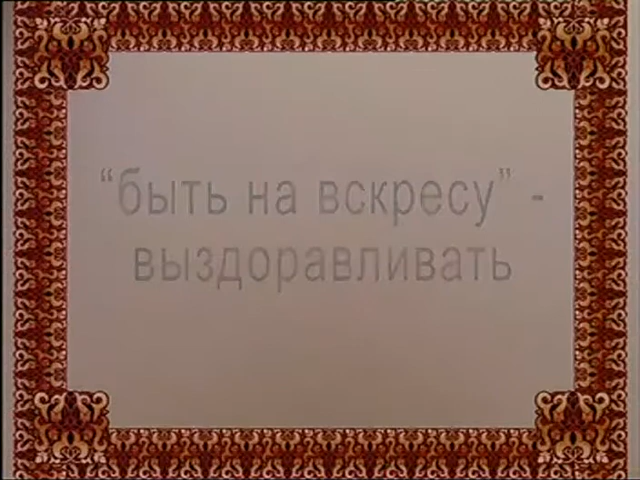 “быть на вскресу” -
выздоравливать